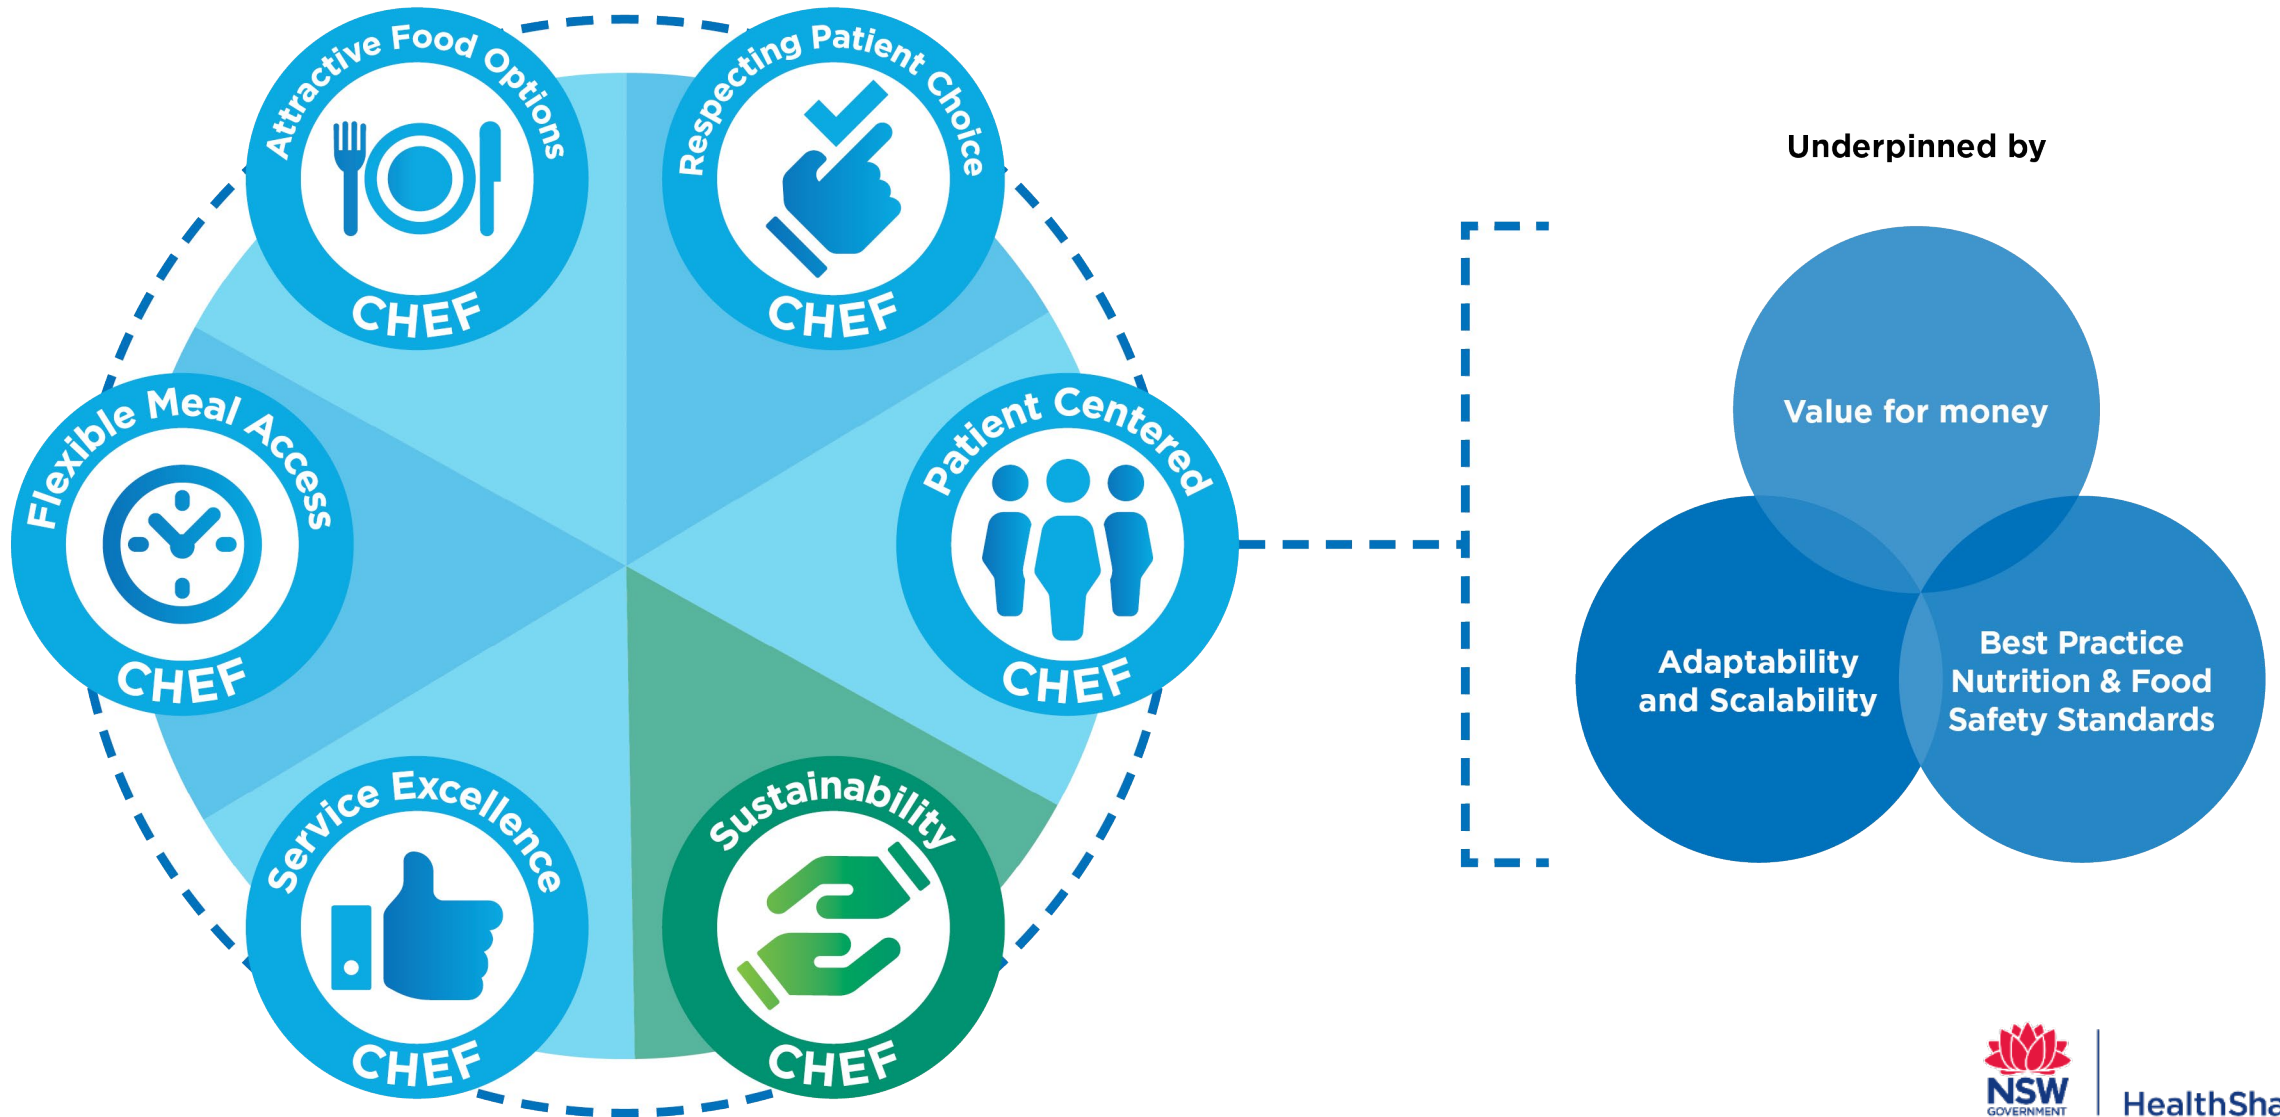 Attractive Food Options
CHEF
Respecting Patient Choice
CHEF
Flexible Meal Access
CHEF
Patient Centered
CHEF
Service Excellence
CHEF
Sustainability
CHEF
Underpinned by
Value for money
Adaptability
and Scalability
Best Practice
Nutrition & Food
Safety Standards
NSW
GOVERNMENT
HealthSha